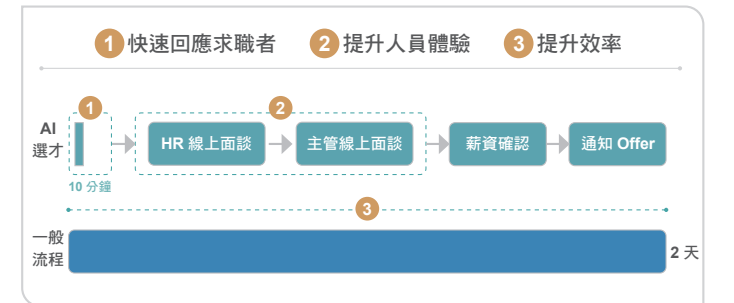 1 快速回應求職者 2 提升人員體驗 3 提升效率
1 2
AI
選才
HR 線上面談 主管線上面談 薪資確認 通知 Offer
10 分鐘
3
一般
流程
2 天